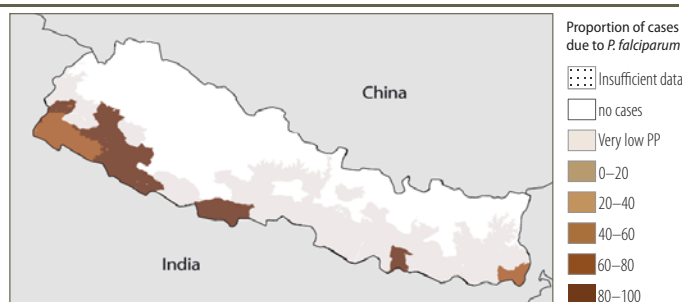 Proportion of cases
due to P. falciparum
China
Insufficient data
no cases
Very low PP
0–20
20–40
40–60
India
60–80
80–100